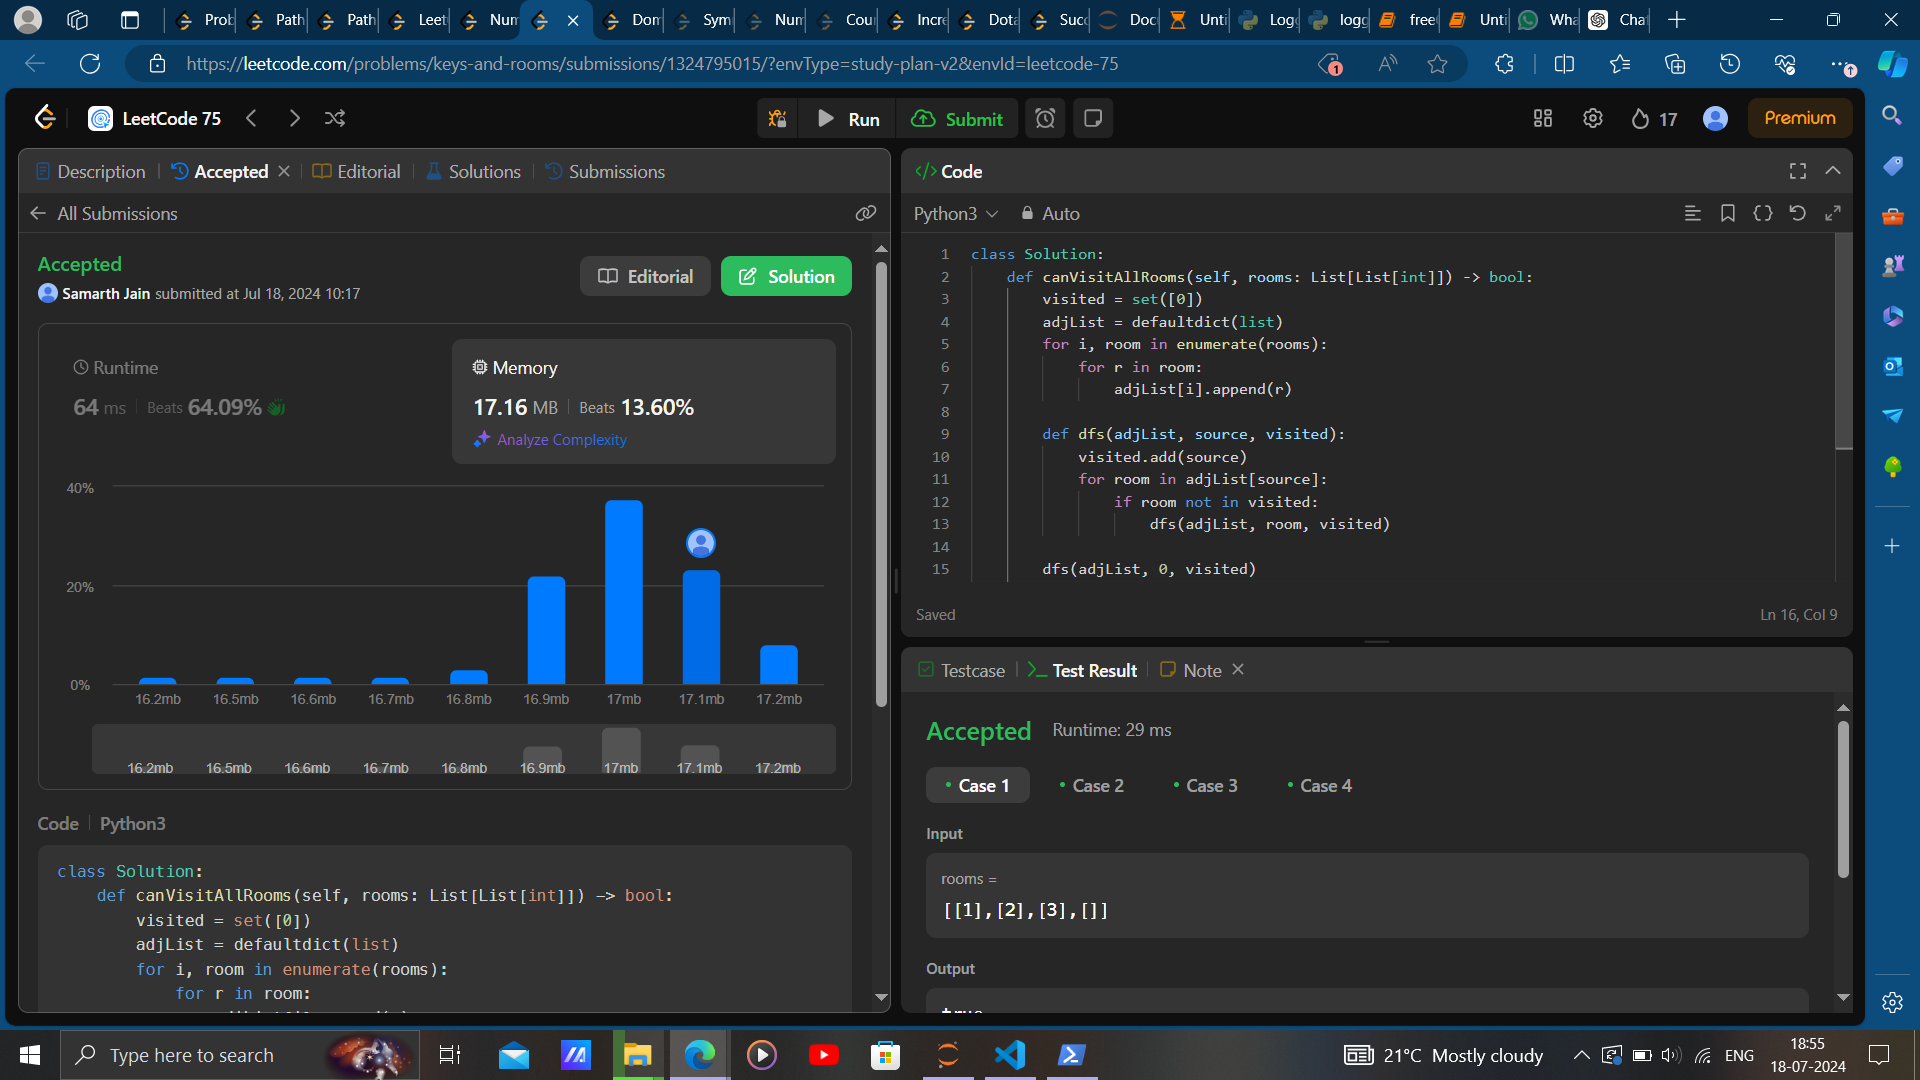 Prob
Path
Path
Leet
Num
Dom
Sym
Num
Cour
Incre
Dota
Succ
Doc
Unti
Logg
logg
free
Unti
Wha
Chat
https://leetcode.com/problems/keys-and-rooms/submissions/1324795015/?envType=study-plan-v2&envId=leetcode-75
1
LeetCode 75
Run
Submit
17
Premium
Description
Accepted
Editorial
Solutions
Submissions
All Submissions
Accepted
Samarth Jain submitted at Jul 18, 2024 10:17
Editorial
Solution
Runtime
64 ms
Beats 64.09%
Memory
17.16 MB
Beats 13.60%
Analyze Complexity
40%
20%
0%
16.2mb 16.5mb 16.6mb 16.7mb 16.8mb 16.9mb 17mb 17.1mb 17.2mb
16.2mb 16.5mb 16.6mb 16.7mb 16.8mb 16.9mb 17mb 17.1mb 17.2mb
Code
Python3
class Solution:
def canVisitAllRooms(self, rooms: List[List[int]]) -> bool:
visited = set([0])
adjList = defaultdict(list)
for i, room in enumerate(rooms):
for r in room:
</> Code
Python3
Auto
1 class Solution:
2 def canVisitAllRooms(self, rooms: List[List[int]]) -> bool:
3 visited = set([0])
4 adjList = defaultdict(list)
5 for i, room in enumerate(rooms):
6 for r in room:
7 adjList[i].append(r)
8
9 def dfs(adjList, source, visited):
10 visited.add(source)
11 for room in adjList[source]:
12 if room not in visited:
13 dfs(adjList, room, visited)
14
15 dfs(adjList, 0, visited)
Saved
Ln 16, Col 9
Testcase
Test Result
Note
Accepted
Runtime: 29 ms
Case 1
Case 2
Case 3
Case 4
Input
rooms =
[[1],[2],[3],[]]
Output
true
Type here to search
21°C Mostly cloudy
ENG
18:55
18-07-2024